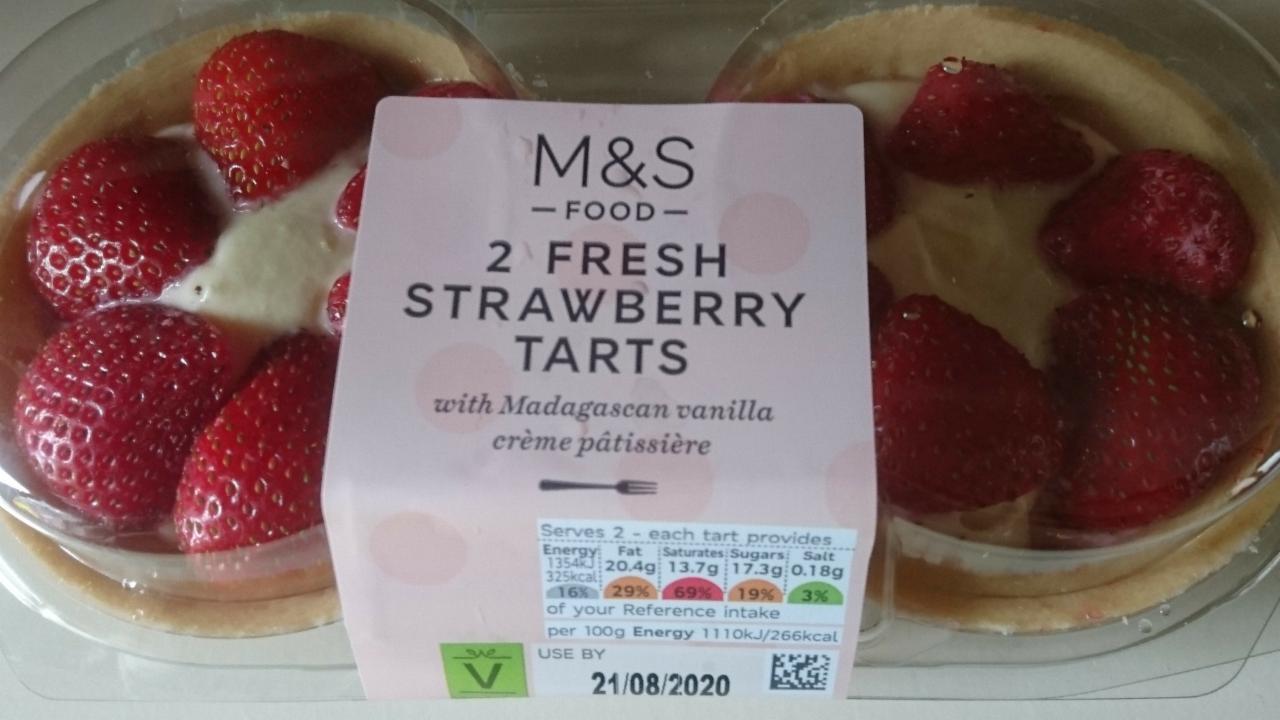 M&S
FOOD
2 FRESH
STRAWBERRY
TARTS
with Madagascan vanilla
crème pâtissière
Serves 2 - each tart provides
Energy Fat Saturates Sugars Salt
1354kJ 20.4g 13.7g 17.3g 0.18g
325kcal
16% 29% 69% 19% 3%
of your Reference intake
per 100g Energy 1110kJ/266kcal
V
USE BY
21/08/2020